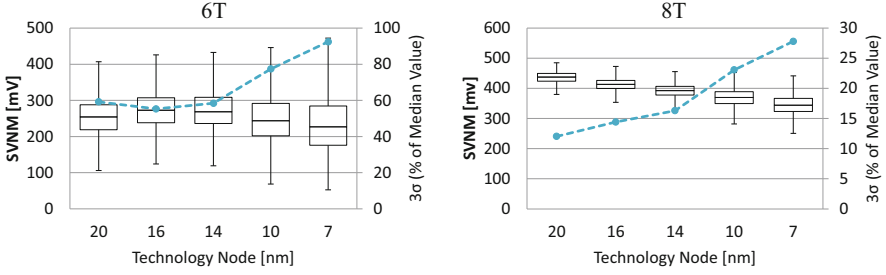 6T
500
400
300
200
100
0
SVNM [mV]
100
80
60
40
20
0
3σ (% of Median Value)
20 16 14 10 7
Technology Node [nm]
8T
600
500
400
300
200
100
0
SVNM [mV]
30
25
20
15
10
5
0
3σ (% of Median Value)
20 16 14 10 7
Technology Node [nm]